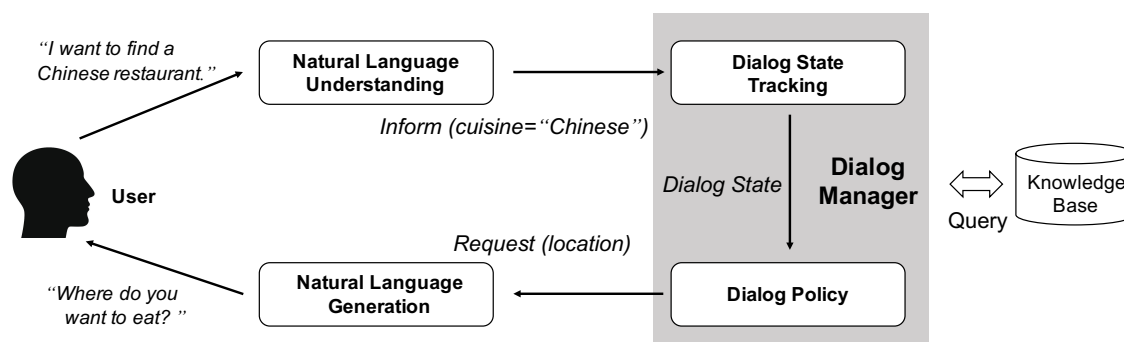 “I want to find a
Chinese restaurant.”
Natural Language
Understanding
Dialog State
Tracking
Inform (cuisine=“Chinese”)
User
Dialog State
Dialog
Manager
Query
Knowledge
Base
Request (location)
“Where do you
want to eat? ”
Natural Language
Generation
Dialog Policy